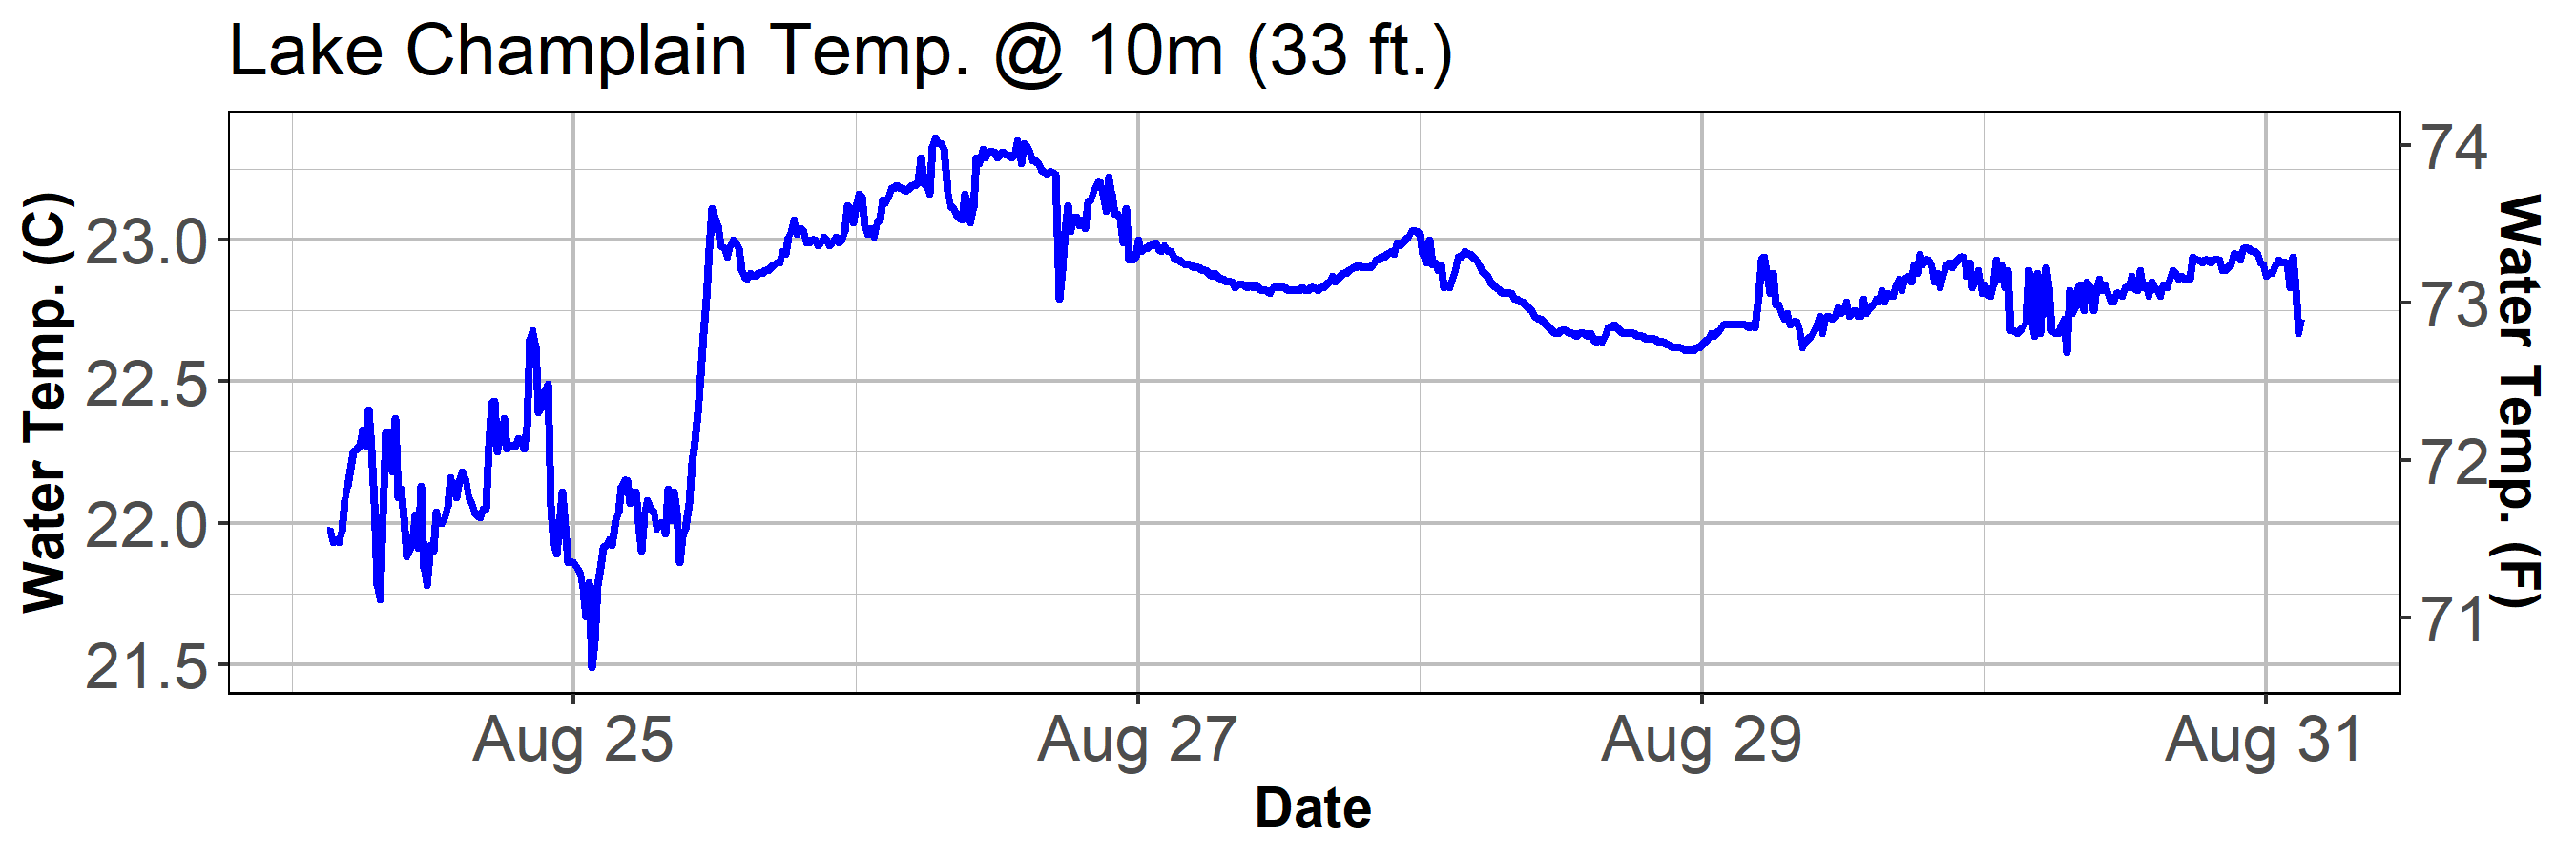 Lake Champlain Temp. @ 10m (33 ft.)
Water Temp. (C)
23.0
22.5
22.0
21.5
74
73
72
71
Water Temp. (F)
Aug 25 Aug 27 Aug 29 Aug 31
Date